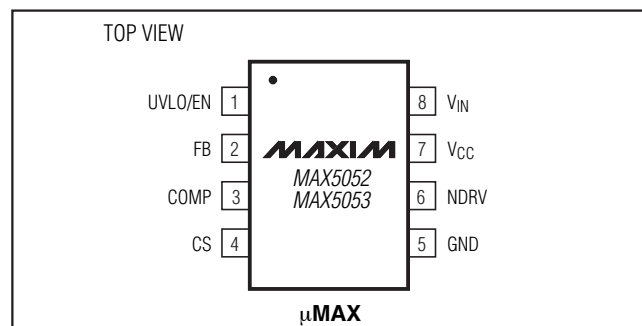 TOP VIEW
UVLO/EN 1 8 VIN
FB 2 MAXIM 7 VCC
MAX5052
COMP 3 MAX5053 6 NDRV
CS 4 5 GND
μMAX